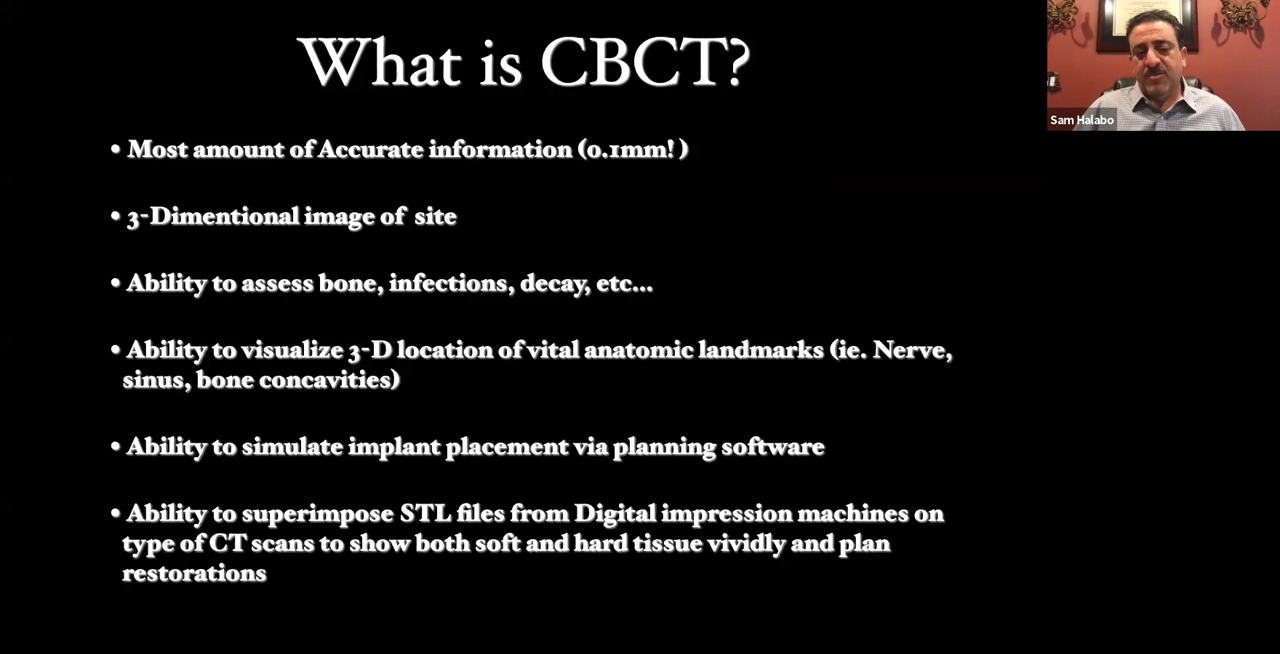 What is CBCT?
• Most amount of Accurate information (0.1mm! )
• 3-Dimentional image of site
• Ability to assess bone, infections, decay, etc...
• Ability to visualize 3-D location of vital anatomic landmarks (ie. Nerve,
sinus, bone concavities)
• Ability to simulate implant placement via planning software
• Ability to superimpose STL files from Digital impression machines on
type of CT scans to show both soft and hard tissue vividly and plan
restorations
Sam Halabo